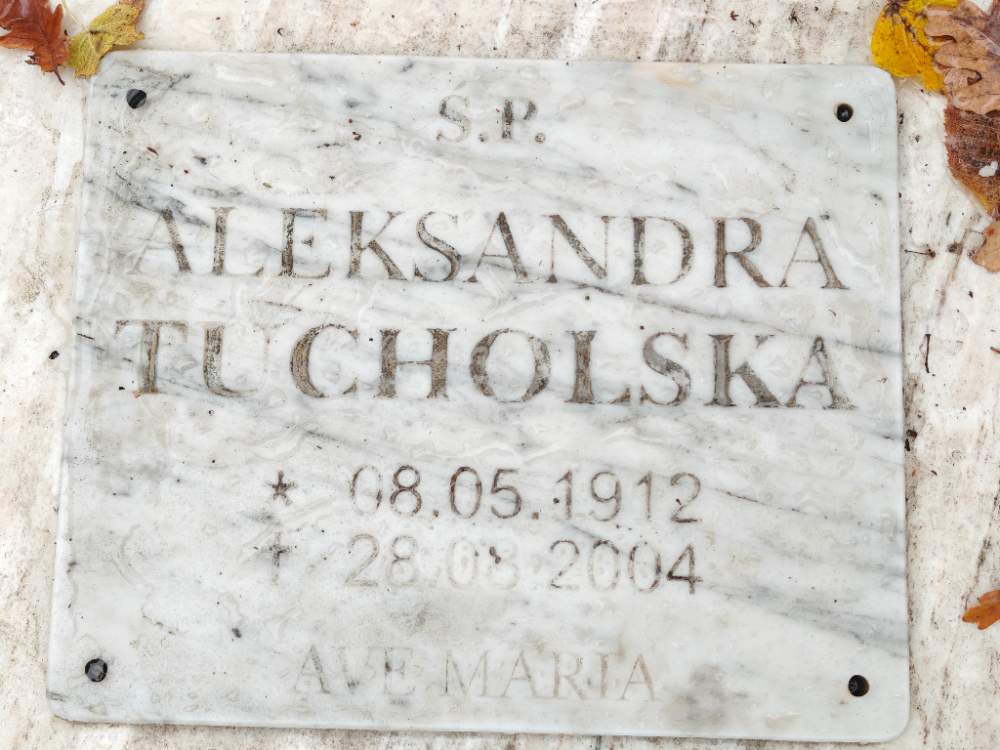 S.P.
ALEKSANDRA
TUCHOLSKA
* 08.05.1912
† 28.08.2004
AVE MARIA